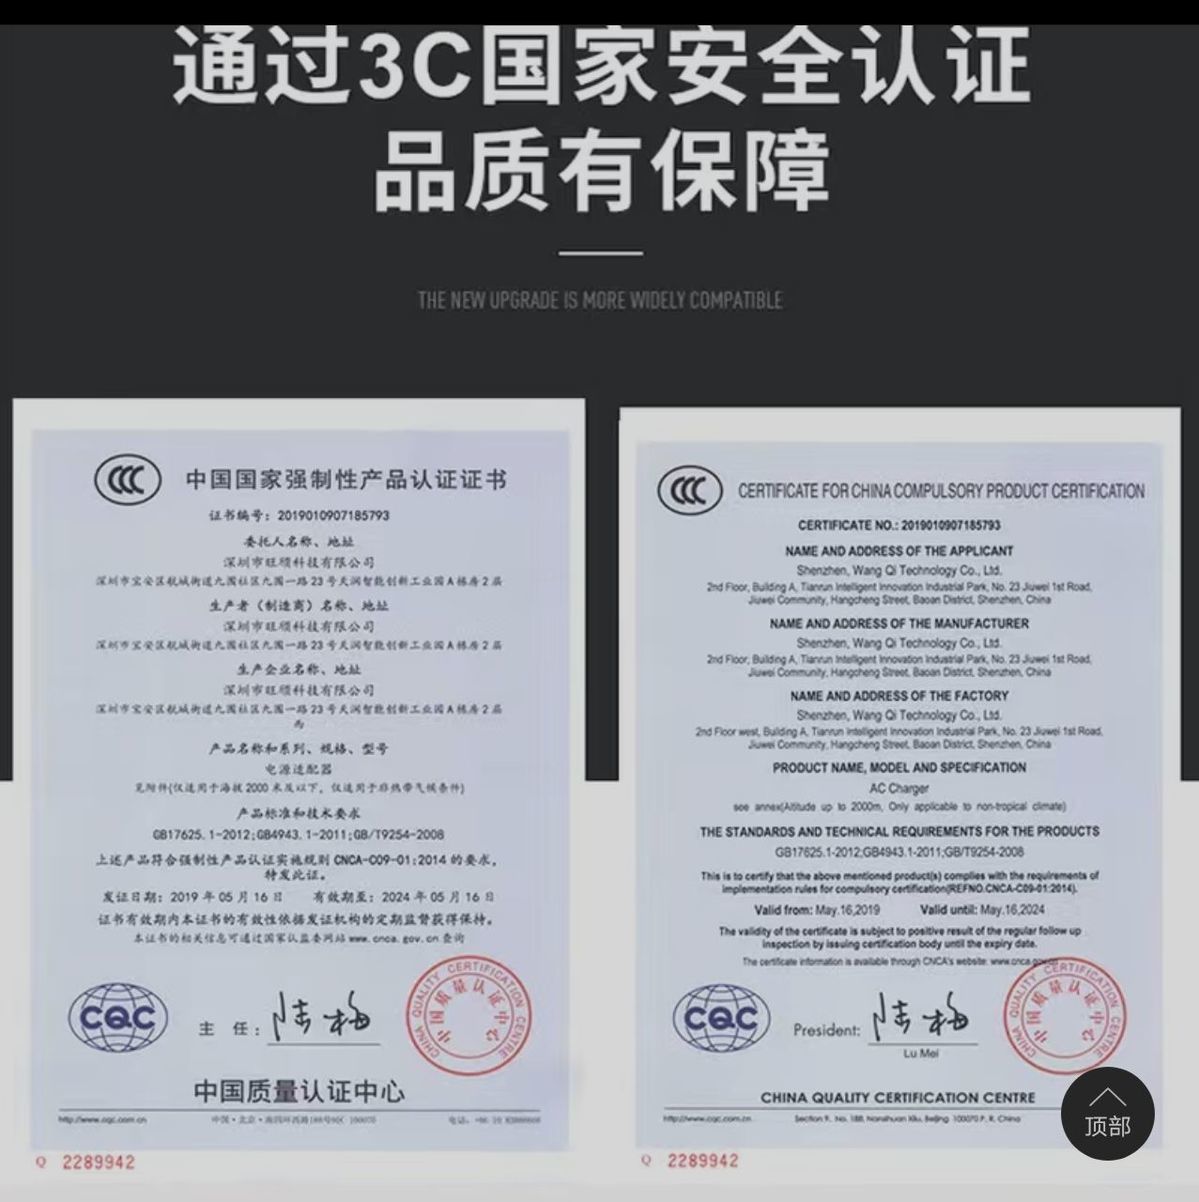 通过3C国家安全认证
品质有保障
THE NEW UPGRADE IS MORE WIDELY COMPATIBLE
中国国家强制性产品认证证书
证书编号：2019010907185793
委托人名称、地址
深圳市旺颀科技有限公司
深圳市宝安区航城街道九围社区九围一路23号天润智能创新工业园A栋房2层
生产者（制造商）名称、地址
深圳市旺颀科技有限公司
深圳市宝安区航城街道九围社区九围一路23号天润智能创新工业园A栋房2层
生产企业名称、地址
深圳市旺颀科技有限公司
深圳市宝安区航城街道九围社区九围一路23号天润智能创新工业园A栋房2层
产品名称和系列、规格、型号
电源适配器
见附件(仅适用于海拔2000米及以下，仅适用于非热带气候条件)
产品标准和技术要求
GB17625.1-2012;GB4943.1-2011;GB/T9254-2008
上述产品符合强制性产品认证实施规则CNCA-C09-01:2014的要求，
特发此证。
发证日期：2019年05月16日 有效期至：2024年05月16日
证书有效期内本证书的有效性依据发证机构的定期监督获得保持。
本证书的相关信息可通过国家认监委网站www.cnca.gov.cn查询
CQC
主 任：陆梅
CHINA QUALITY CERTIFICATION CENTRE
中国质量认证中心
中国质量认证中心
http://www.cqc.com.cn
Q 2289942
CCC
CERTIFICATE FOR CHINA COMPULSORY PRODUCT CERTIFICATION
CERTIFICATE NO.: 2019010907185793
NAME AND ADDRESS OF THE APPLICANT
Shenzhen, Wang Qi Technology Co., Ltd.
2nd Floor, Building A, Tianrun Intelligent Innovation Industrial Park, No. 23 Jiuwei 1st Road,
Jiuwei Community, Hangcheng Street, Baoan District, Shenzhen, China
NAME AND ADDRESS OF THE MANUFACTURER
Shenzhen, Wang Qi Technology Co., Ltd.
2nd Floor, Building A, Tianrun Intelligent Innovation Industrial Park, No. 23 Jiuwei 1st Road,
Jiuwei Community, Hangcheng Street, Baoan District, Shenzhen, China
NAME AND ADDRESS OF THE FACTORY
Shenzhen, Wang Qi Technology Co., Ltd.
2nd Floor west, Building A, Tianrun Intelligent Innovation Industrial Park, No. 23 Jiuwei 1st Road,
Jiuwei Community, Hangcheng Street, Baoan District, Shenzhen, China
PRODUCT NAME, MODEL AND SPECIFICATION
AC Charger
see annex(Altitude up to 2000m, Only applicable to non-tropical climate)
THE STANDARDS AND TECHNICAL REQUIREMENTS FOR THE PRODUCTS
GB17625.1-2012;GB4943.1-2011;GB/T9254-2008
This is to certify that the above mentioned product(s) complies with the requirements of
implementation rules for compulsory certification(REFNO.CNCA-C09-01:2014).
Valid from: May.16,2019 Valid until: May.16,2024
The validity of the certificate is subject to positive result of the regular follow up
inspection by issuing certification body until the expiry date.
The certificate information is available through CNCA's website: www.cnca.gov.cn
CQC
President: 陆梅
Lu Mei
CHINA QUALITY CERTIFICATION CENTRE
中国质量认证中心
CHINA QUALITY CERTIFICATION CENTRE
http://www.cqc.com.cn
Q 2289942
顶部